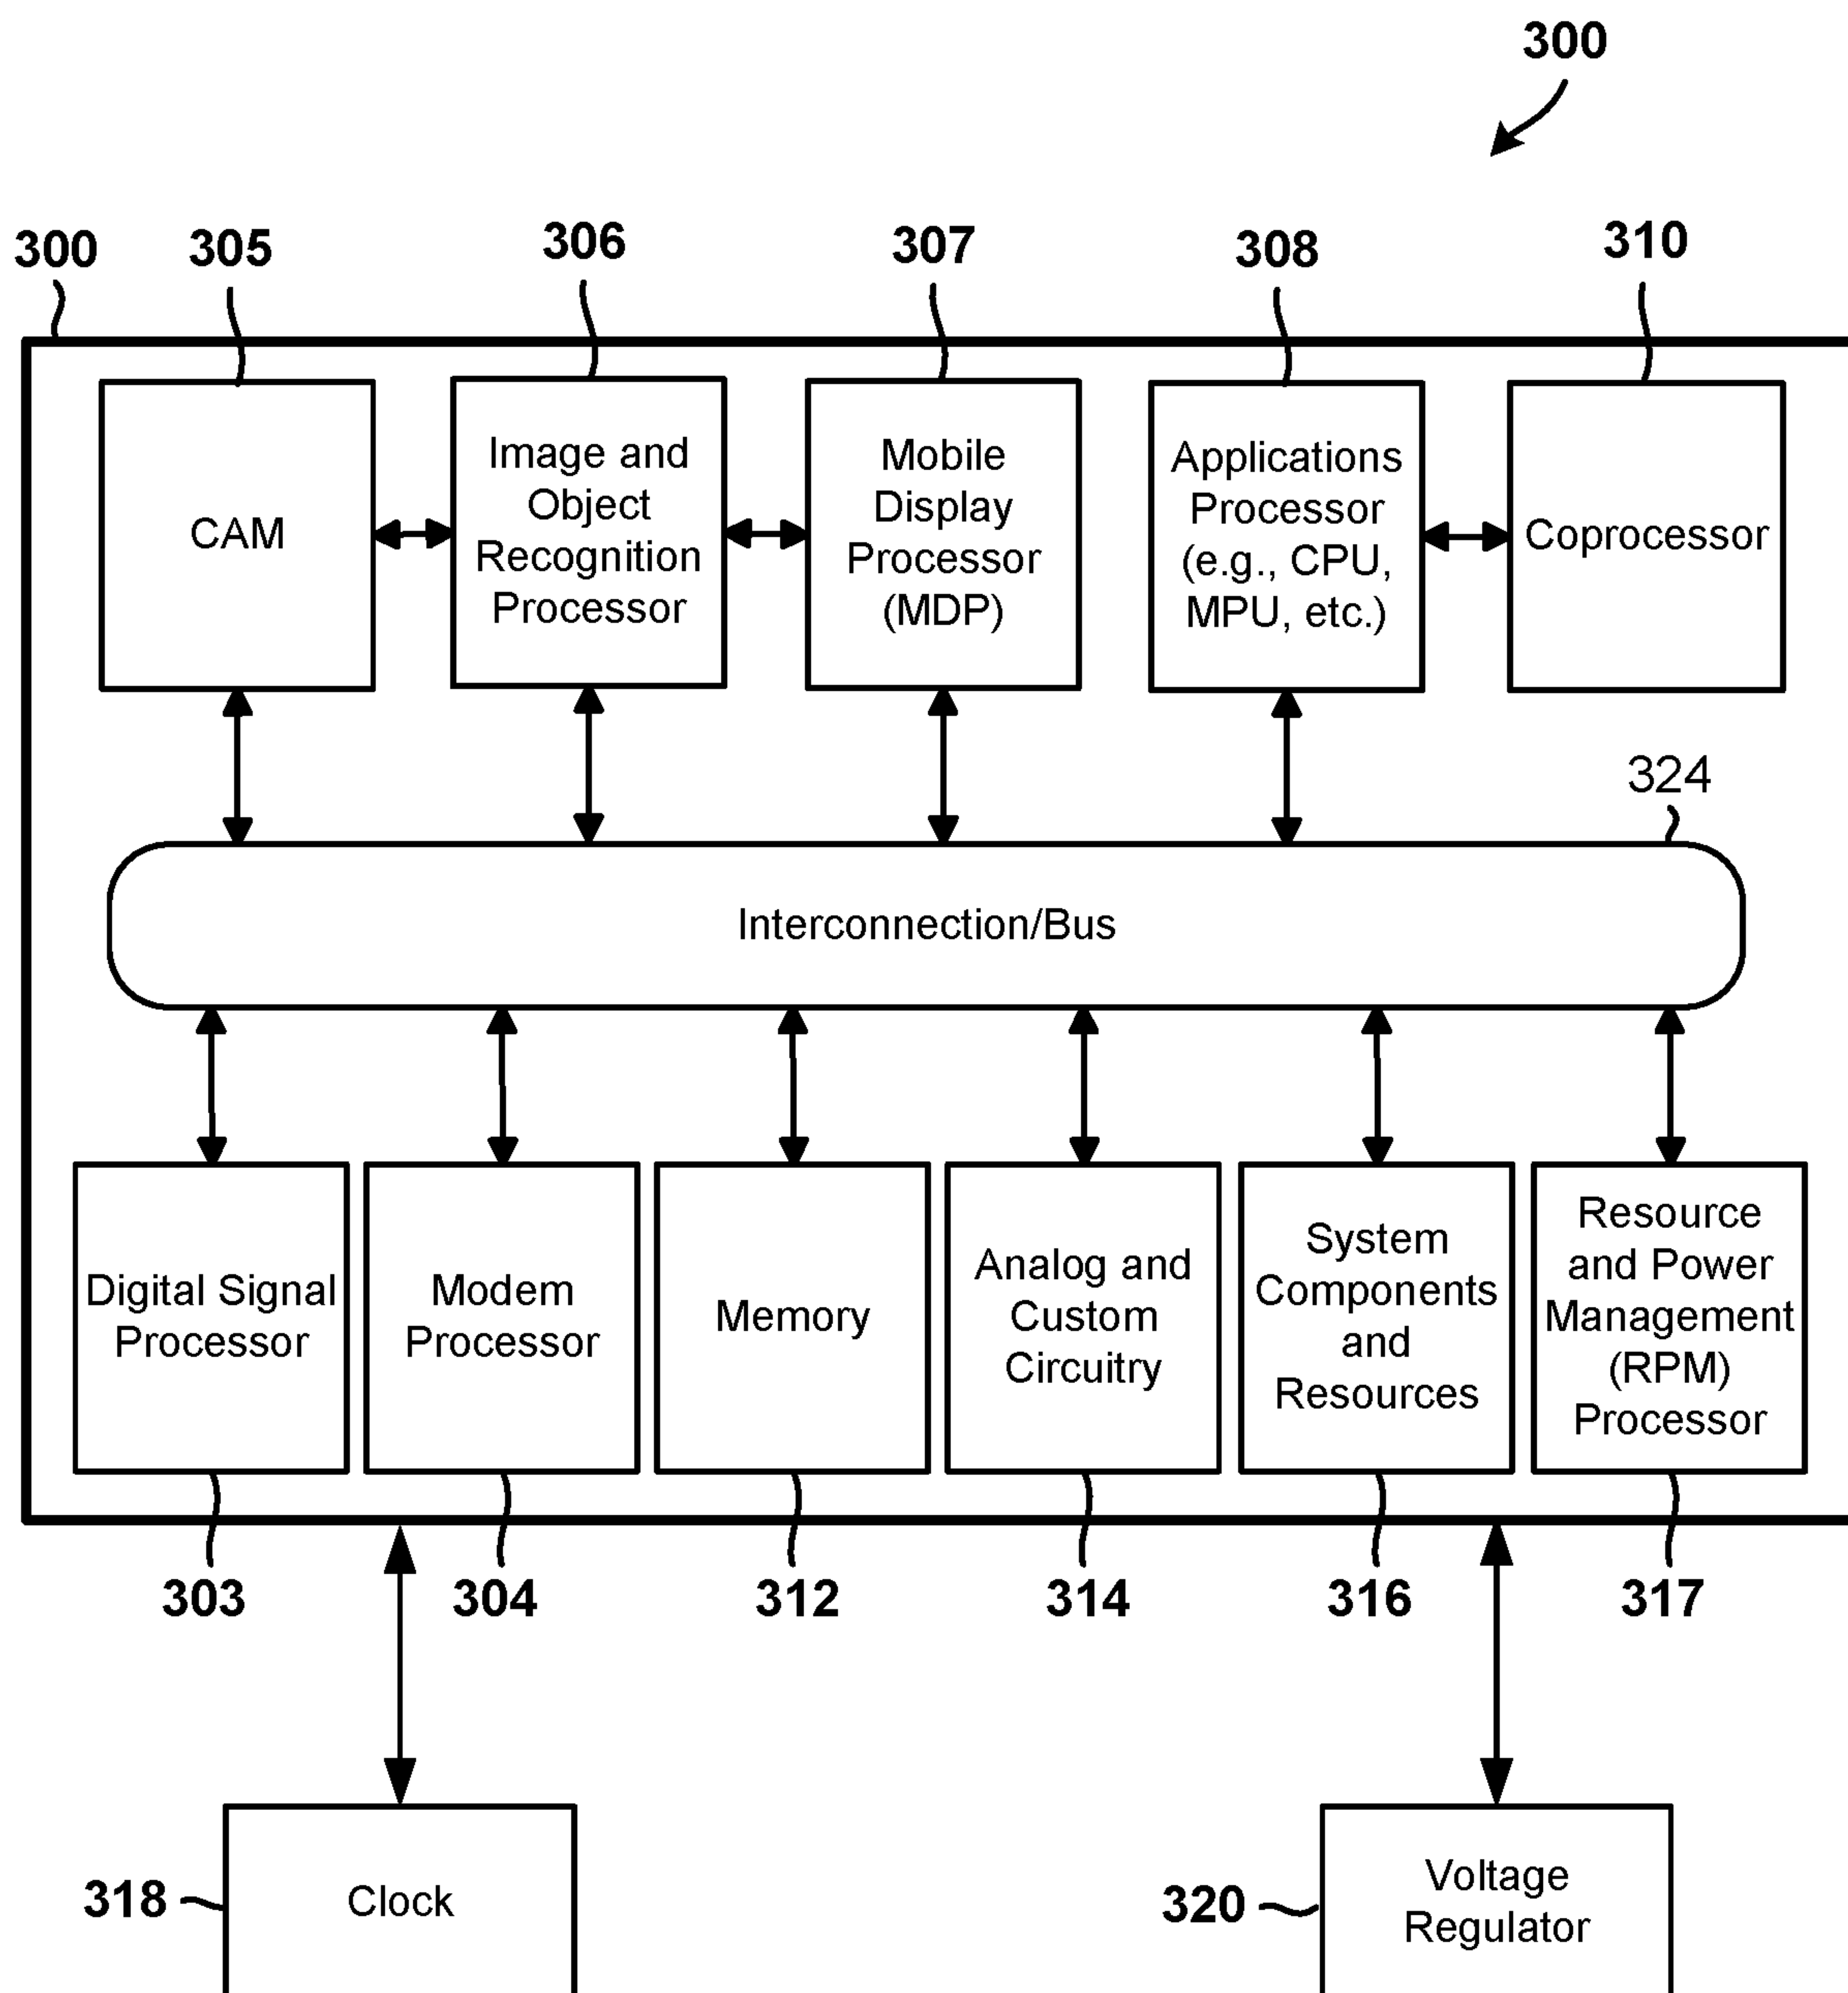 300
300
305
306
307
308
310
CAM
Image and
Object
Recognition
Processor
Mobile
Display
Processor
(MDP)
Applications
Processor
(e.g., CPU,
MPU, etc.)
Coprocessor
324
Interconnection/Bus
Digital Signal
Processor
Modem
Processor
Memory
Analog and
Custom
Circuitry
System
Components
and
Resources
Resource
and Power
Management
(RPM)
Processor
303
304
312
314
316
317
318
Clock
320
Voltage
Regulator